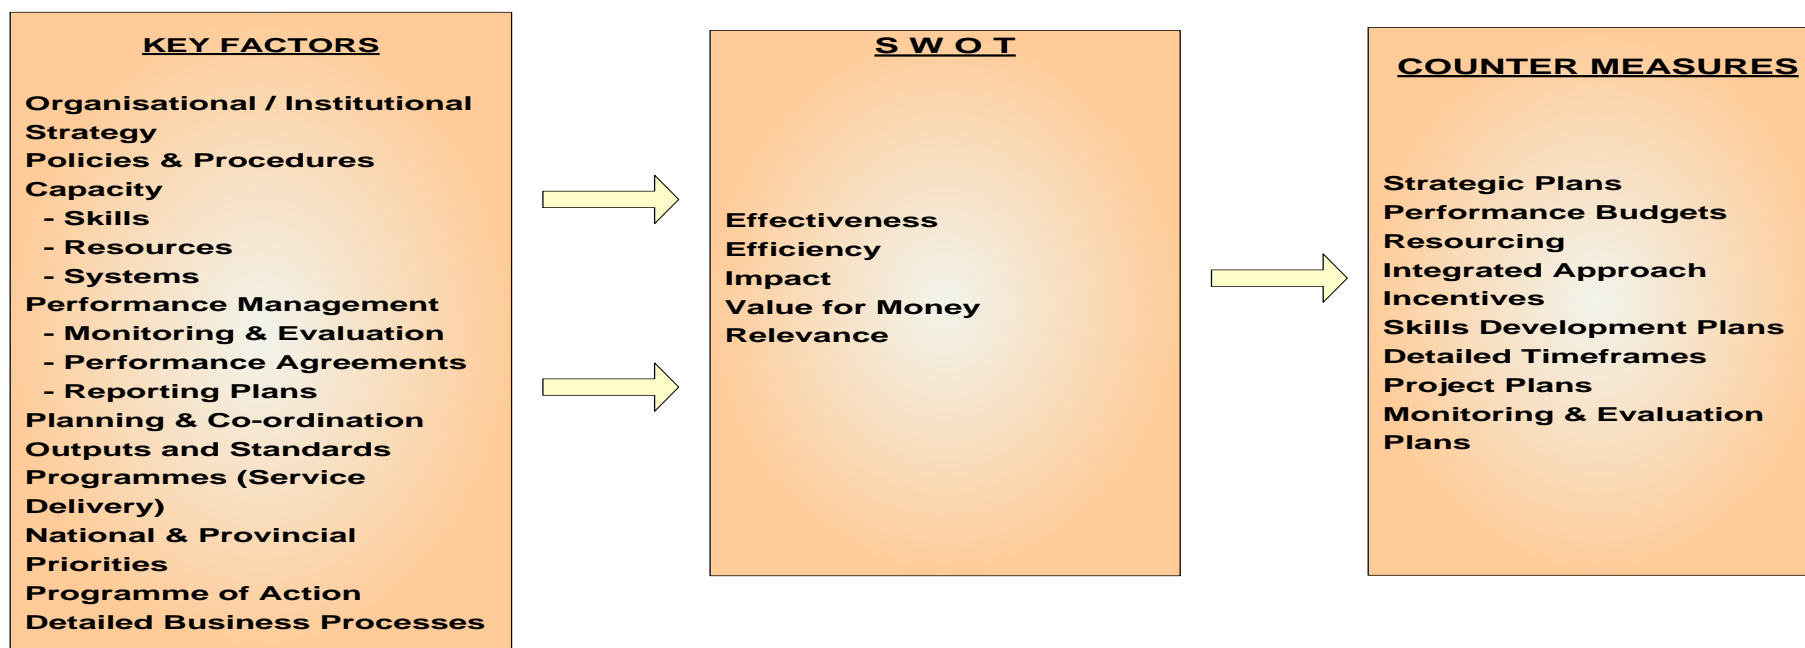 KEY FACTORS
Organisational / Institutional
Strategy
Policies & Procedures
Capacity
- Skills
- Resources
- Systems
Performance Management
- Monitoring & Evaluation
- Performance Agreements
- Reporting Plans
Planning & Co-ordination
Outputs and Standards
Programmes (Service
Delivery)
National & Provincial
Priorities
Programme of Action
Detailed Business Processes
S W O T
Effectiveness
Efficiency
Impact
Value for Money
Relevance
COUNTER MEASURES
Strategic Plans
Performance Budgets
Resourcing
Integrated Approach
Incentives
Skills Development Plans
Detailed Timeframes
Project Plans
Monitoring & Evaluation
Plans